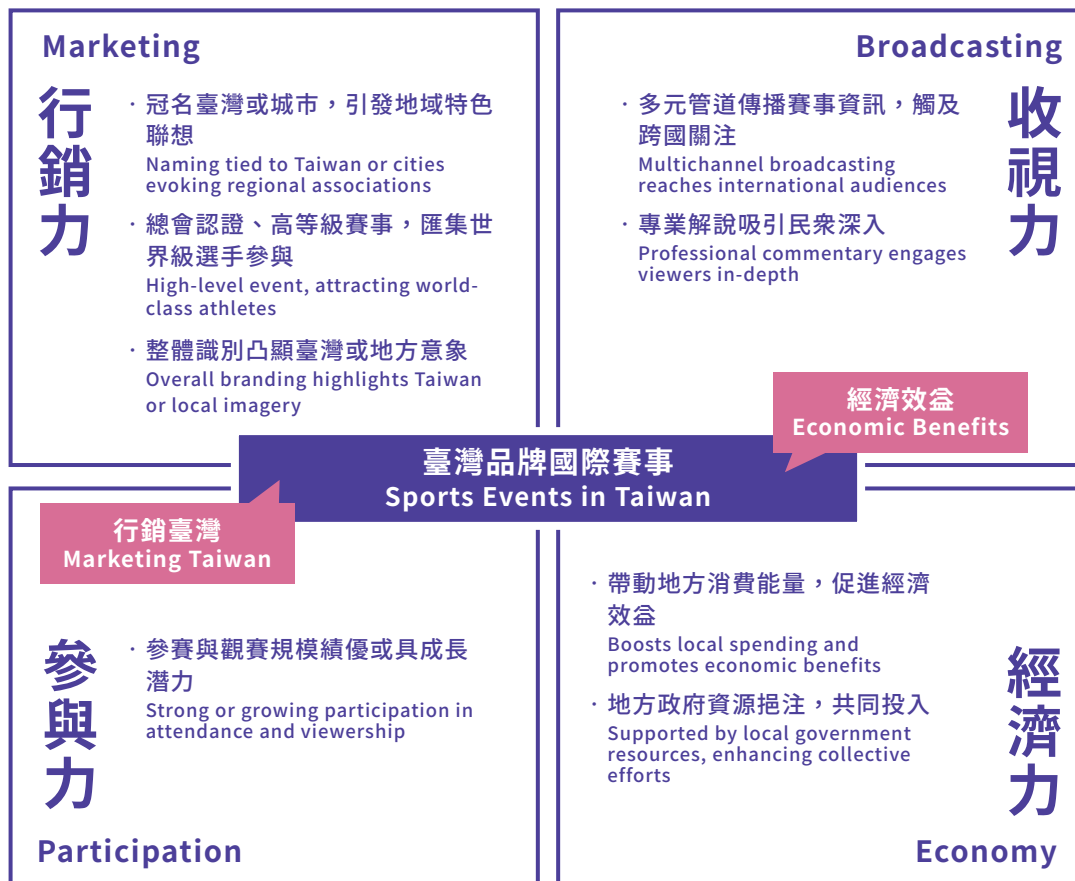 Marketing
行銷力
· 冠名臺灣或城市，引發地域特色
聯想
Naming tied to Taiwan or cities
evoking regional associations
· 總會認證、高等級賽事，匯集世
界級選手參與
High-level event, attracting world-
class athletes
· 整體識別凸顯臺灣或地方意象
Overall branding highlights Taiwan
or local imagery
Broadcasting
收視力
· 多元管道傳播賽事資訊，觸及
跨國關注
Multichannel broadcasting
reaches international audiences
· 專業解說吸引民眾深入
Professional commentary engages
viewers in-depth
經濟效益
Economic Benefits
臺灣品牌國際賽事
Sports Events in Taiwan
行銷臺灣
Marketing Taiwan
參與力
· 參賽與觀賽規模績優或具成長
潛力
Strong or growing participation in
attendance and viewership
Participation
· 帶動地方消費能量，促進經濟
效益
Boosts local spending and
promotes economic benefits
· 地方政府資源挹注，共同投入
Supported by local government
resources, enhancing collective
efforts
經濟力
Economy